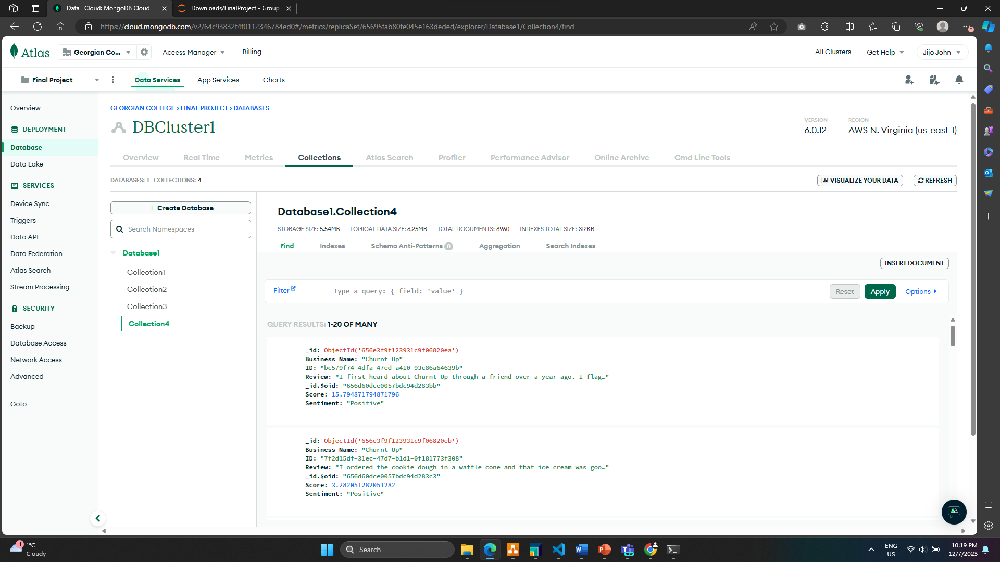 Data | Cloud: MongoDB Cloud
Downloads/FinalProject - Group
https://cloud.mongodb.com/v2/64c93832f4f0112346784ed0#/metrics/replicaSet/65695fab80fe045e163deded/explorer/Database1/Collection4/find
1
Atlas
Georgian Co...
Access Manager
Billing
All Clusters
Get Help
Jijo John
Final Project
Data Services
App Services
Charts
Overview
DEPLOYMENT
Database
Data Lake
SERVICES
Device Sync
Triggers
Data API
Data Federation
Atlas Search
Stream Processing
SECURITY
Backup
Database Access
Network Access
Advanced
Goto
GEORGIAN COLLEGE > FINAL PROJECT > DATABASES
DBCluster1
VERSION
6.0.12
REGION
AWS N. Virginia (us-east-1)
Overview
Real Time
Metrics
Collections
Atlas Search
Profiler
Performance Advisor
Online Archive
Cmd Line Tools
DATABASES: 1 COLLECTIONS: 4
VISUALIZE YOUR DATA
REFRESH
+ Create Database
Search Namespaces
Database1
Collection1
Collection2
Collection3
Collection4
Database1.Collection4
STORAGE SIZE: 5.54MB LOGICAL DATA SIZE: 6.25MB TOTAL DOCUMENTS: 8960 INDEXES TOTAL SIZE: 312KB
Find
Indexes
Schema Anti-Patterns 0
Aggregation
Search Indexes
INSERT DOCUMENT
Filter
Type a query: { field: 'value' }
Reset
Apply
Options
QUERY RESULTS: 1-20 OF MANY
_id: ObjectId('656e3f9f123931c9f06820ea')
Business Name: "Churnt Up"
ID: "bc579f74-4dfa-47ed-a410-93c86a64639b"
Review: "I first heard about Churnt Up through a friend over a year ago. I flag…"
_id.$oid: "656d60dce0057bdc94d283bb"
Score: 15.794871794871796
Sentiment: "Positive"
_id: ObjectId('656e3f9f123931c9f06820eb')
Business Name: "Churnt Up"
ID: "7f2d15df-31ec-47d7-b1d1-0f181773f308"
Review: "I ordered the cookie dough in a waffle cone and that ice cream was goo…"
_id.$oid: "656d60dce0057bdc94d283c3"
Score: 3.282051282051282
Sentiment: "Positive"
1
1°C
Cloudy
Search
NEW
ENG
US
10:19 PM
12/7/2023